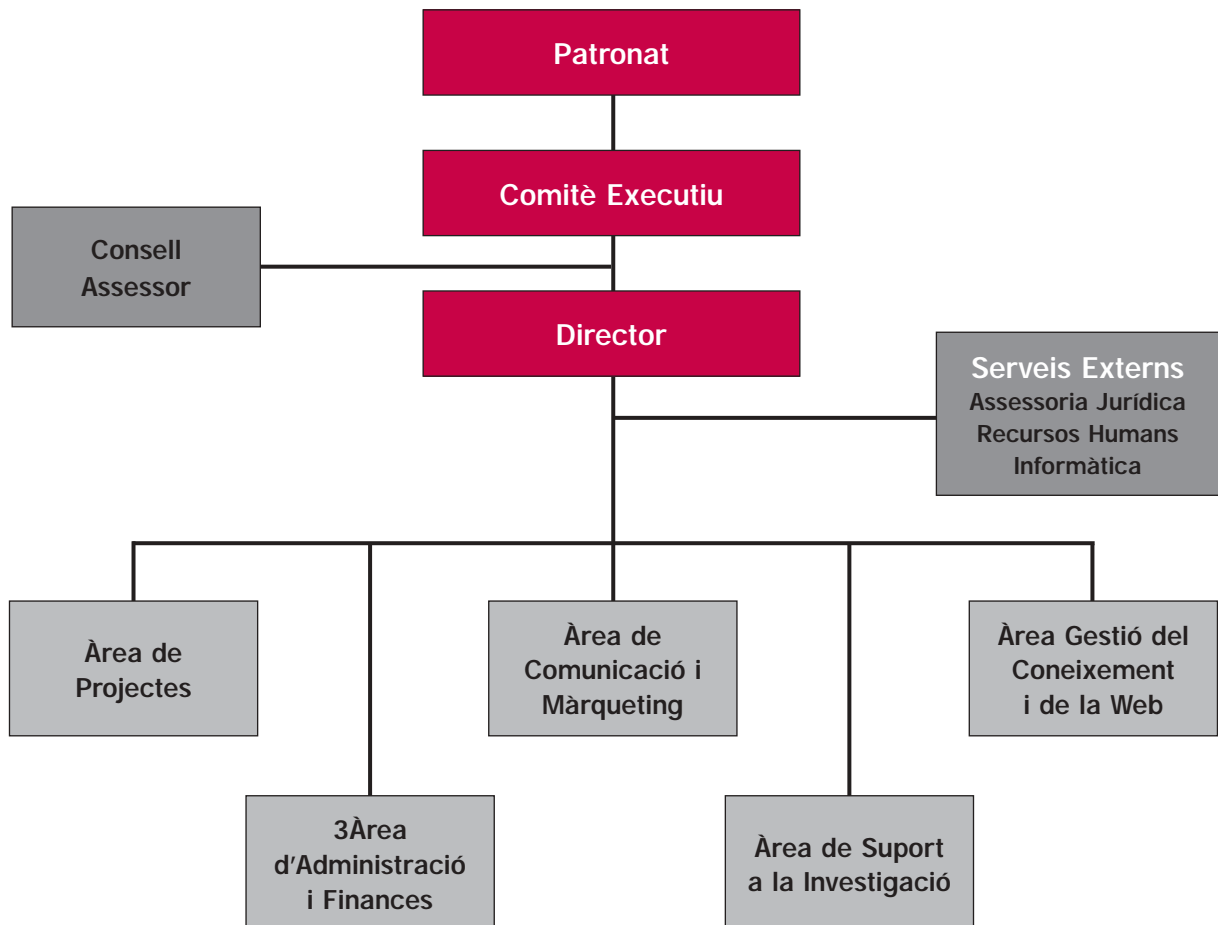 Patronat
Comitè Executiu
Consell
Assessor
Director
Serveis Externs
Assessoria Jurídica
Recursos Humans
Informàtica
Àrea de
Projectes
Àrea de
Comunicació i
Màrqueting
Àrea Gestió del
Coneixement
i de la Web
3Àrea
d'Administració
i Finances
Àrea de Suport
a la Investigació